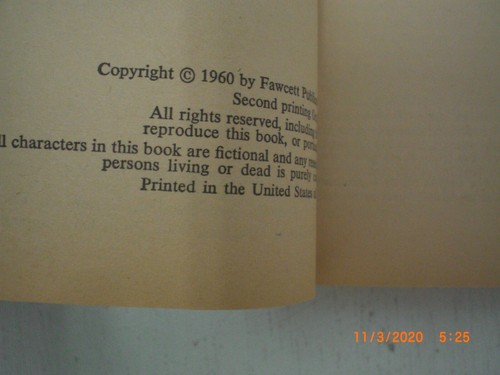 Copyright © 1960 by Fawcett
Second printing
All rights reserved, including
reproduce this book, or
characters in this book are fictional and any
persons living or dead is purely
Printed in the United States
11/3/2020 5:25